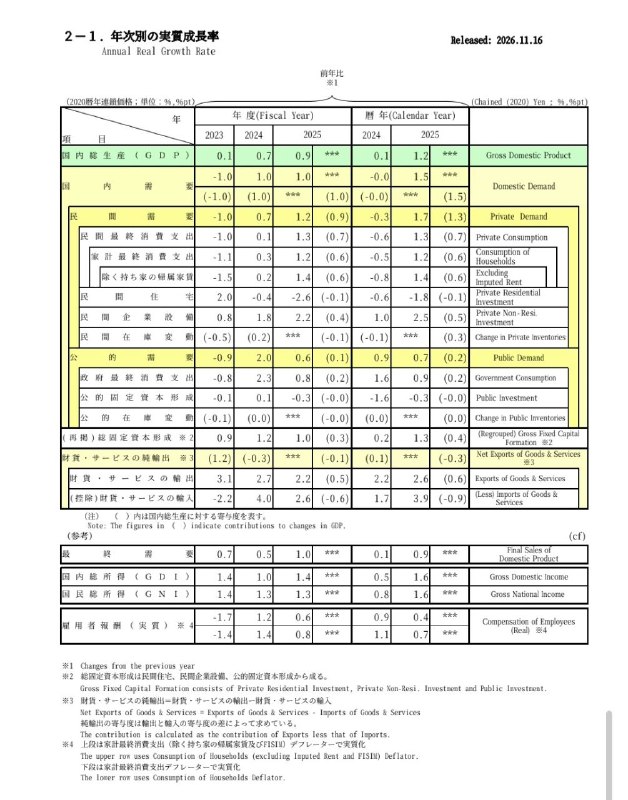 ２－１．年次別の実質成長率
Annual Real Growth Rate
Released: 2026.11.16
前年比
※1
(2020暦年連鎖価格；単位：%,%pt) (Chained (2020) Yen ; %,%pt)
年 年 度(Fiscal Year) 暦 年(Calendar Year)
項 目 2023 2024 2025 2024 2025
国内総生産(ＧＤＰ) 0.1 0.7 0.9 *** 0.1 1.2 *** Gross Domestic Product
国内需要 -1.0 1.0 1.0 *** -0.0 1.5 *** Domestic Demand
(-1.0) (1.0) *** (1.0) (-0.0) *** (1.5)
民間需要 -1.0 0.7 1.2 (0.9) -0.3 1.7 (1.3) Private Demand
民間最終消費支出 -1.0 0.1 1.3 (0.7) -0.6 1.3 (0.7) Private Consumption
家計最終消費支出 -1.1 0.3 1.2 (0.6) -0.5 1.2 (0.6) Consumption of Households
除く持ち家の帰属家賃 -1.5 0.2 1.4 (0.6) -0.8 1.4 (0.6) Excluding Imputed Rent
民間住宅 2.0 -0.4 -2.6 (-0.1) -0.6 -1.8 (-0.1) Private Residential Investment
民間企業設備 0.8 1.8 2.2 (0.4) 1.0 2.5 (0.5) Private Non-Resi. Investment
民間在庫変動 (-0.5) (0.2) *** (-0.1) (-0.1) *** (0.3) Change in Private Inventories
公的需要 -0.9 2.0 0.6 (0.1) 0.9 0.7 (0.2) Public Demand
政府最終消費支出 -0.8 2.3 0.8 (0.2) 1.6 0.9 (0.2) Government Consumption
公的固定資本形成 -0.1 0.1 -0.3 (-0.0) -1.6 -0.3 (-0.0) Public Investment
公的在庫変動 (-0.1) (0.0) *** (-0.0) (0.0) *** (0.0) Change in Public Inventories
(再掲)総固定資本形成 ※2 0.9 1.2 1.0 (0.3) 0.2 1.3 (0.4) (Regrouped) Gross Fixed Capital Formation ※2
財貨・サービスの純輸出 ※3 (1.2) (-0.3) *** (-0.1) (0.1) *** (-0.3) Net Exports of Goods & Services ※3
財貨・サービスの輸出 3.1 2.7 2.2 (0.5) 2.2 2.6 (0.6) Exports of Goods & Services
(控除)財貨・サービスの輸入 -2.2 4.0 2.6 (-0.6) 1.7 3.9 (-0.9) (Less) Imports of Goods & Services
(注) ( )内は国内総生産に対する寄与度を表す。
Note: The figures in ( ) indicate contributions to changes in GDP.
(参考) (cf)
最終需要 0.7 0.5 1.0 *** 0.1 0.9 *** Final Sales of Domestic Product
国内総所得(ＧＤＩ) 1.4 1.0 1.4 *** 0.5 1.6 *** Gross Domestic Income
国民総所得(ＧＮＩ) 1.4 1.3 1.3 *** 0.8 1.6 *** Gross National Income
雇用者報酬(実質) ※4 -1.7 1.2 0.6 *** 0.9 0.4 *** Compensation of Employees (Real) ※4
-1.4 1.4 0.8 *** 1.1 0.7 ***
※1 Changes from the previous year
※2 総固定資本形成は民間住宅、民間企業設備、公的固定資本形成から成る。
Gross Fixed Capital Formation consists of Private Residential Investment, Private Non-Resi. Investment and Public Investment.
※3 財貨・サービスの純輸出＝財貨・サービスの輸出－財貨・サービスの輸入
Net Exports of Goods & Services = Exports of Goods & Services - Imports of Goods & Services
純輸出の寄与度は輸出と輸入の寄与度の差によって求めている。
The contribution is calculated as the contribution of Exports less that of Imports.
※4 上段は家計最終消費支出(除く持ち家の帰属家賃及びFISIM)デフレーターで実質化
The upper row uses Consumption of Households (excluding Imputed Rent and FISIM) Deflator.
下段は家計最終消費支出デフレーターで実質化
The lower row uses Consumption of Households Deflator.